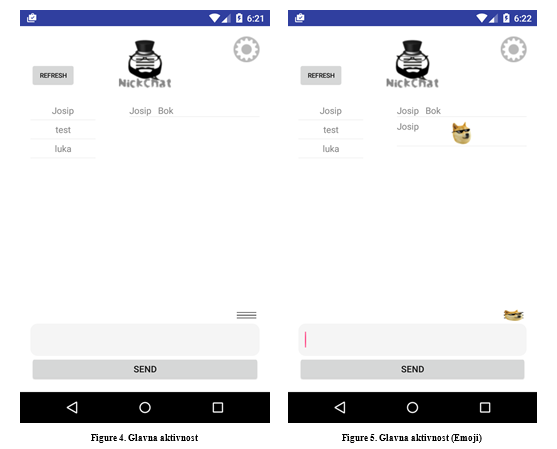 6:21
NickChat
REFRESH
Josip
test
luka
Josip Bok
SEND
Figure 4. Glavna aktivnost
6:22
NickChat
REFRESH
Josip
test
luka
Josip Bok
Josip
SEND
Figure 5. Glavna aktivnost (Emoji)